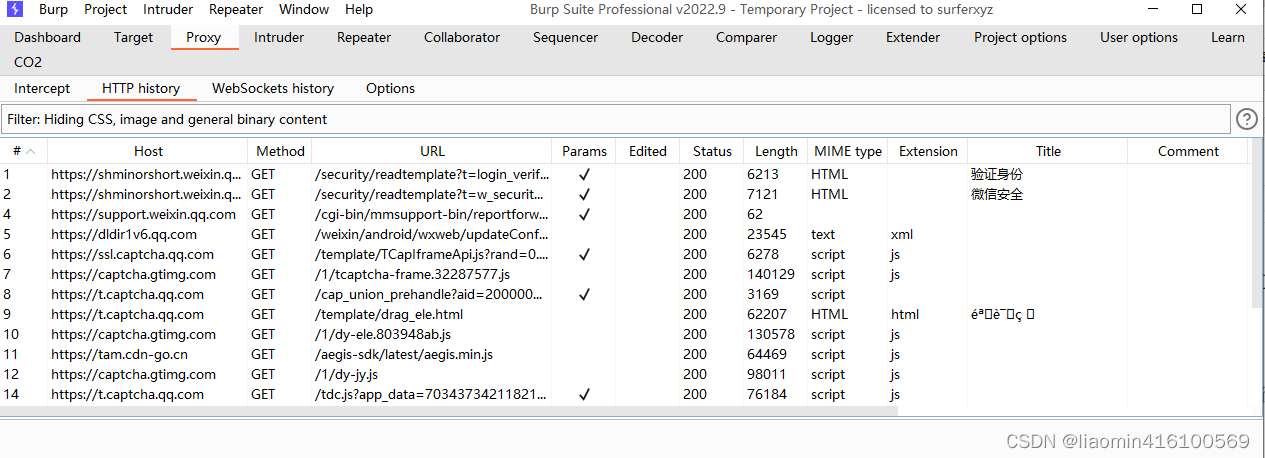 Burp Project Intruder Repeater Window Help Burp Suite Professional v2022.9 - Temporary Project - licensed to surferxyz
Dashboard Target Proxy Intruder Repeater Collaborator Sequencer Decoder Comparer Logger Extender Project options User options Learn
CO2
Intercept HTTP history WebSockets history Options
Filter: Hiding CSS, image and general binary content ?
# Host Method URL Params Edited Status Length MIME type Extension Title Comment
1 https://shminorshort.weixin.q... GET /security/readtemplate?t=login_verif... ✓ 200 6213 HTML 验证身份
2 https://shminorshort.weixin.q... GET /security/readtemplate?t=w_securit... ✓ 200 7121 HTML 微信安全
4 https://support.weixin.qq.com GET /cgi-bin/mmsupport-bin/reportforw... ✓ 200 62
5 https://dldir1v6.qq.com GET /weixin/android/wxweb/updateConf... 200 23545 text xml
6 https://ssl.captcha.qq.com GET /template/TCapIframeApi.js?rand=0.... ✓ 200 6278 script js
7 https://captcha.gtimg.com GET /1/tcaptcha-frame.32287577.js 200 140129 script js
8 https://t.captcha.qq.com GET /cap_union_prehandle?aid=200000... ✓ 200 3169 script
9 https://t.captcha.qq.com GET /template/drag_ele.html 200 62207 HTML html
10 https://captcha.gtimg.com GET /1/dy-ele.803948ab.js 200 130578 script js
11 https://tam.cdn-go.cn GET /aegis-sdk/latest/aegis.min.js 200 64469 script js
12 https://captcha.gtimg.com GET /1/dy-jy.js 200 98011 script js
14 https://t.captcha.qq.com GET /tdc.js?app_data=70343734211821... ✓ 200 76184 script js
CSDN @liaomin416100569